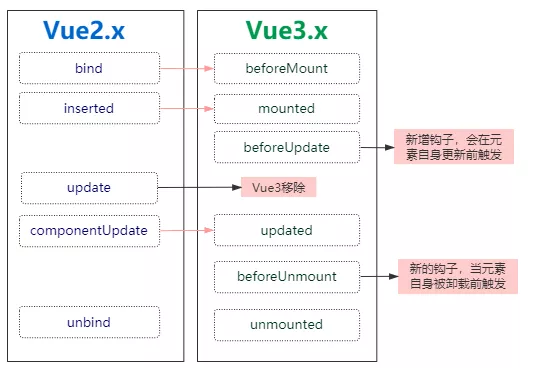 Vue2.x
Vue3.x
bind
beforeMount
inserted
mounted
beforeUpdate
新增钩子，会在元
素自身更新前触发
update
Vue3移除
componentUpdate
updated
beforeUnmount
新的钩子，当元素
自身被卸载前触发
unbind
unmounted